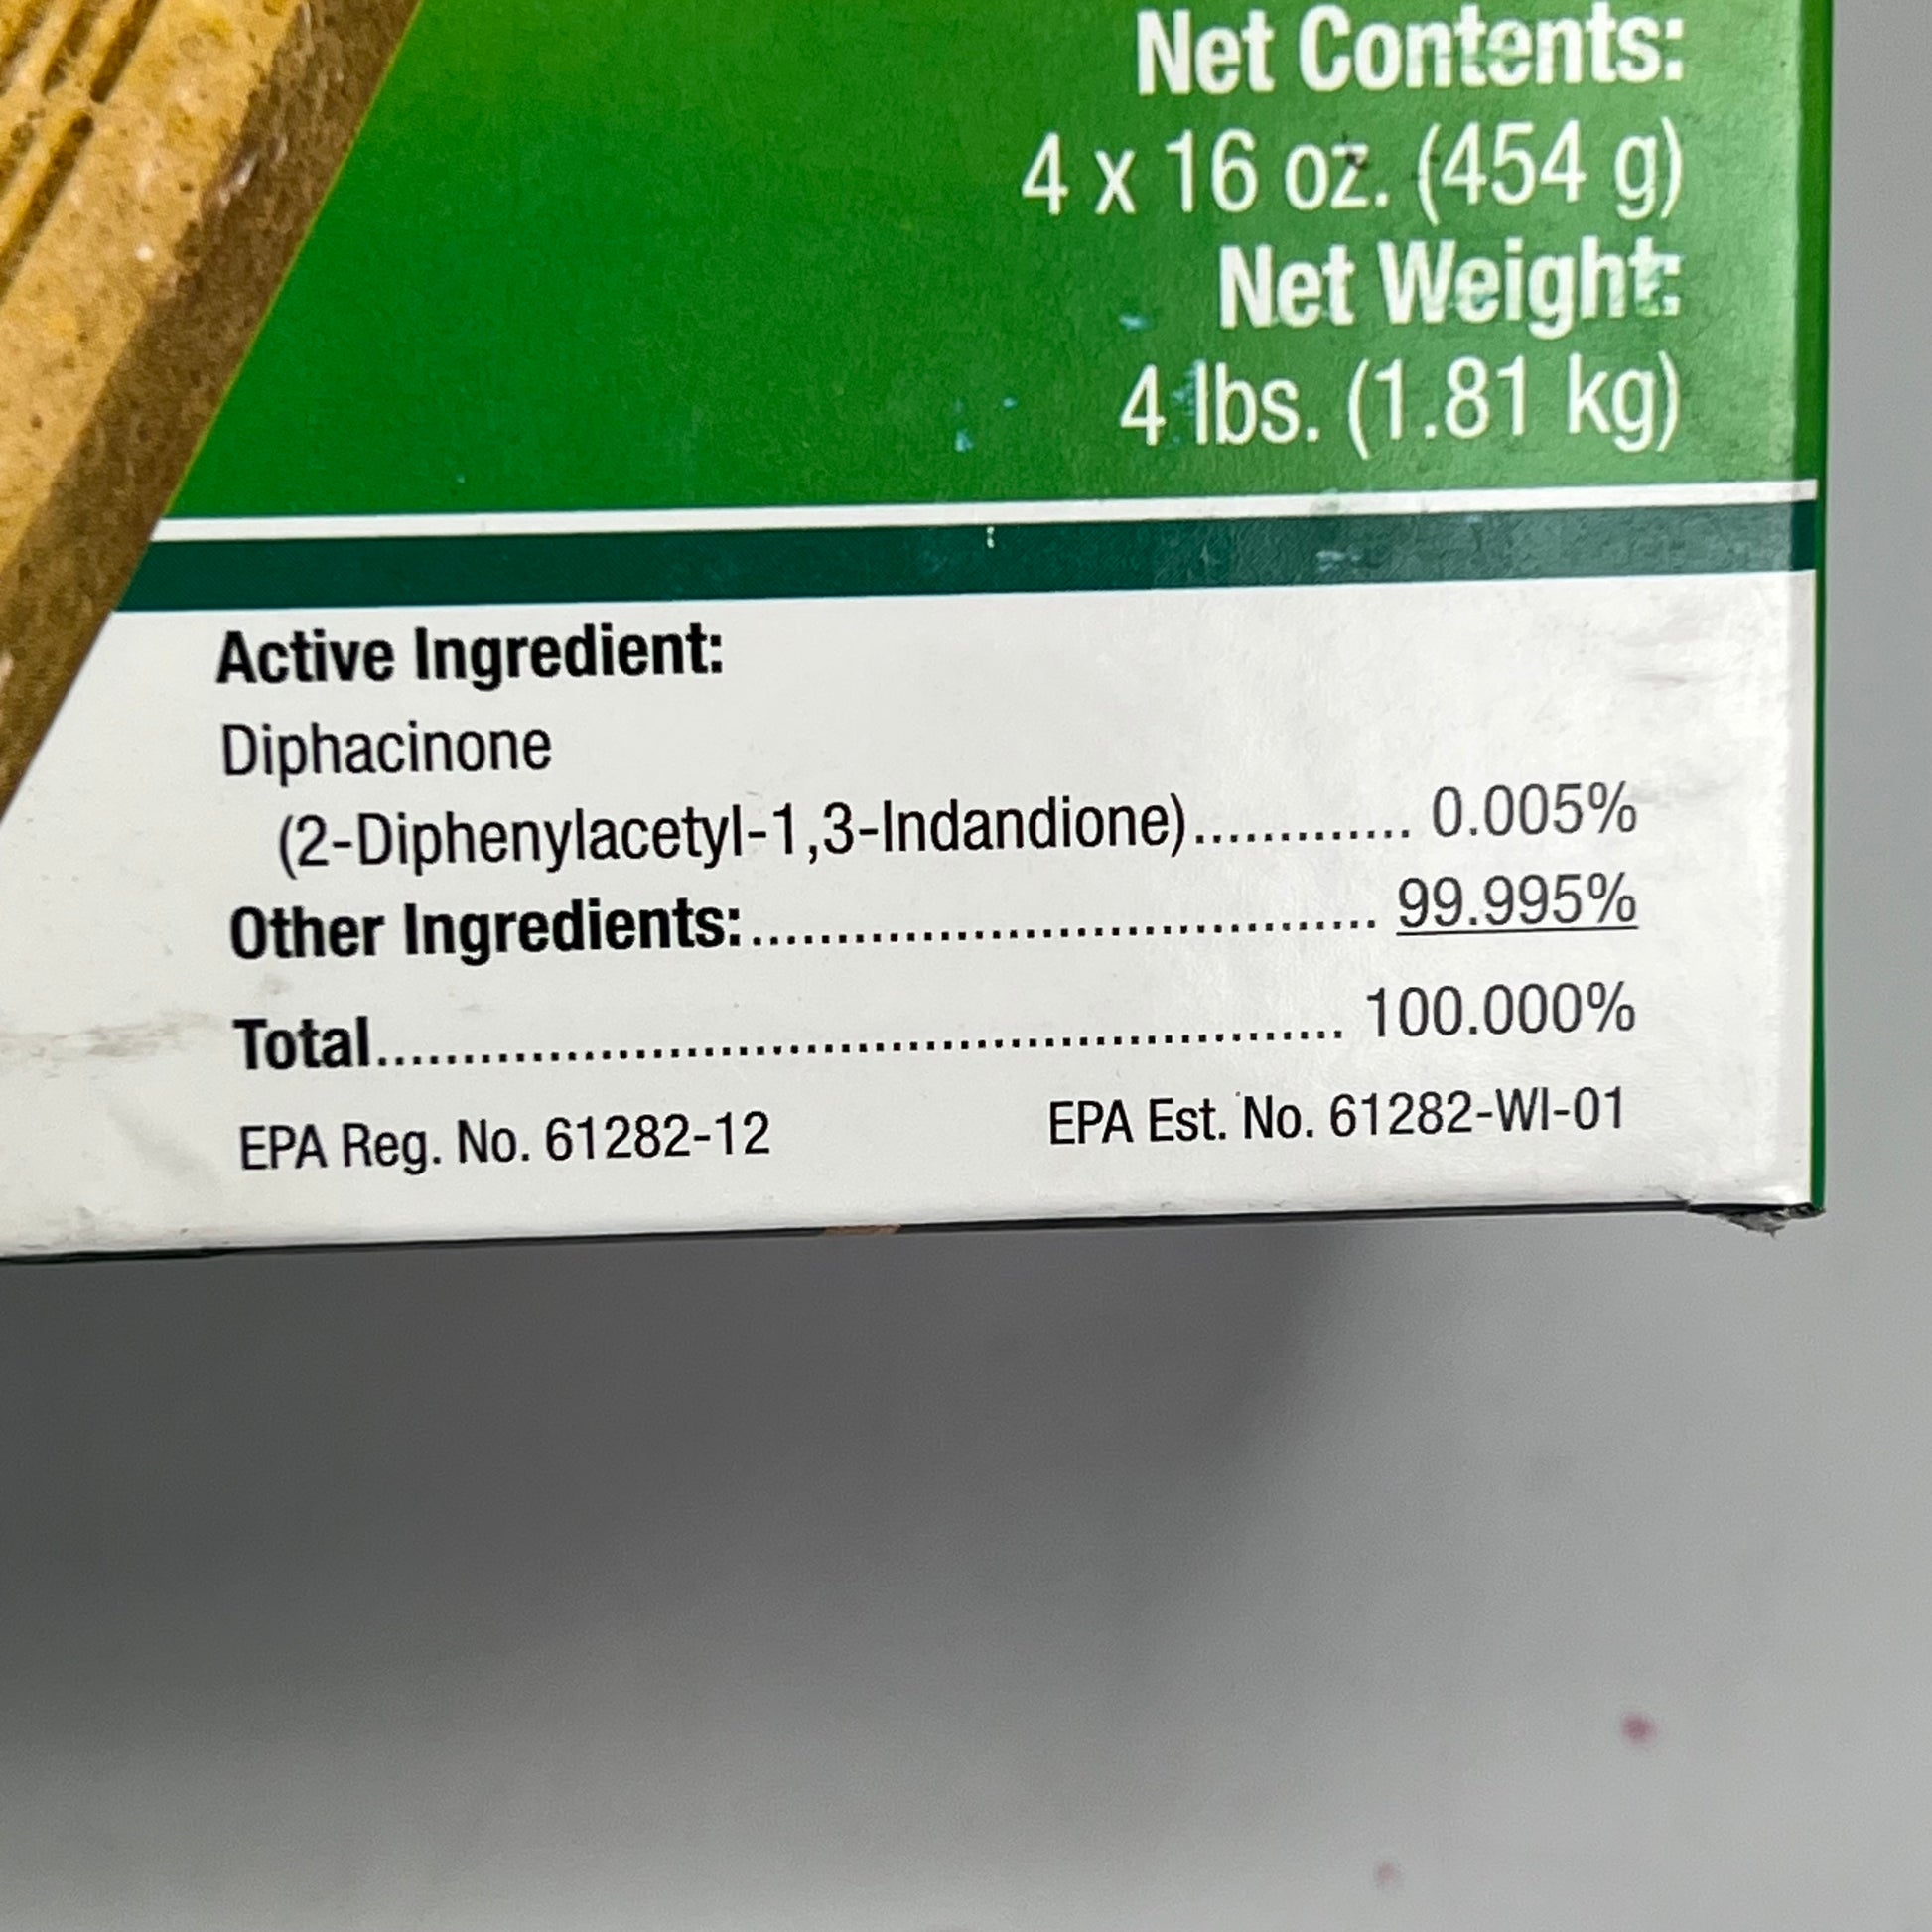 Net Contents:
4 x 16 oz. (454 g)
Net Weight:
4 lbs. (1.81 kg)
Active Ingredient:
Diphacinone
(2-Diphenylacetyl-1,3-Indandione)............. 0.005%
Other Ingredients:..................................... 99.995%
Total......................................................... 100.000%
EPA Reg. No. 61282-12 EPA Est. No. 61282-WI-01